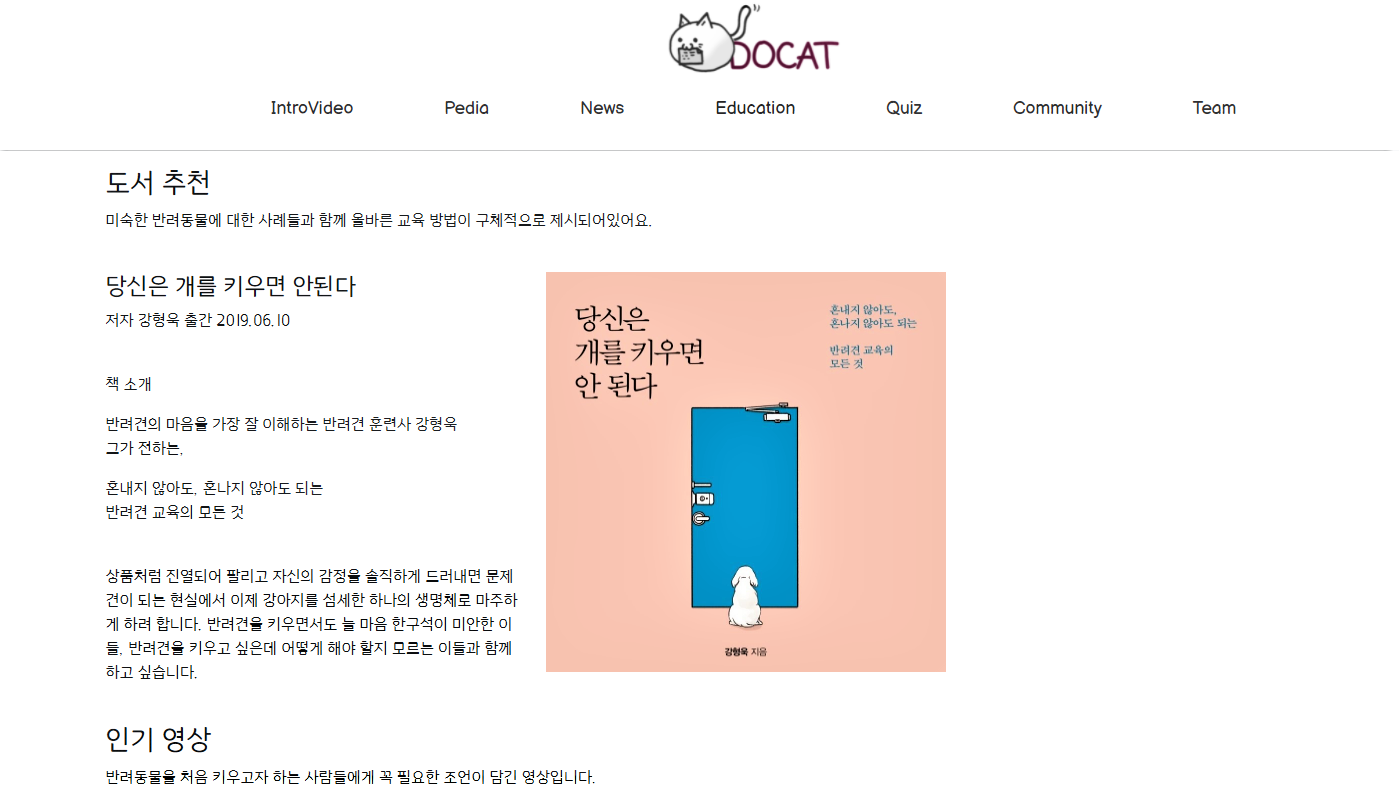 DOCAT
IntroVideo Pedia News Education Quiz Community Team
도서 추천
미숙한 반려동물에 대한 사례들과 함께 올바른 교육 방법이 구체적으로 제시되어있어요.
당신은 개를 키우면 안된다
저자 강형욱 출간 2019.06.10
책 소개
반려견의 마음을 가장 잘 이해하는 반려견 훈련사 강형욱
그가 전하는,
혼내지 않아도, 혼나지 않아도 되는
반려견 교육의 모든 것
상품처럼 진열되어 팔리고 자신의 감정을 솔직하게 드러내면 문제
견이 되는 현실에서 이제 강아지를 섬세한 하나의 생명체로 마주하
게 하려 합니다. 반려견을 키우면서도 늘 마음 한구석이 미안한 이
들, 반려견을 키우고 싶은데 어떻게 해야 할지 모르는 이들과 함께
하고 싶습니다.
당신은
개를 키우면
안 된다
혼내지 않아도,
혼나지 않아도 되는
반려견 교육의
모든 것
강형욱 지음
인기 영상
반려동물을 처음 키우고자 하는 사람들에게 꼭 필요한 조언이 담긴 영상입니다.